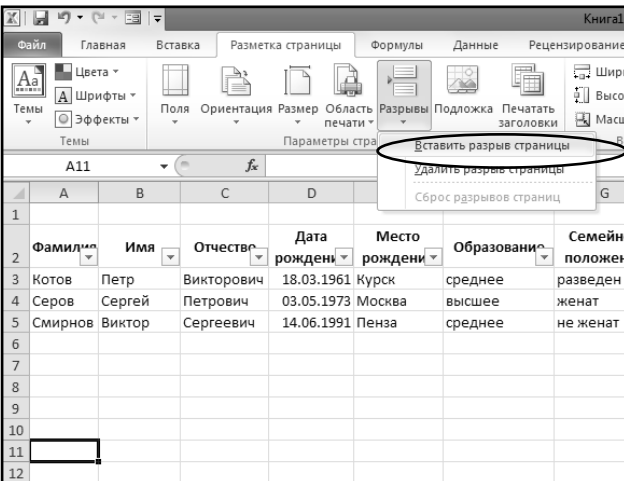 Книга1
Файл Главная Вставка Разметка страницы Формулы Данные Рецензирование
Цвета
Шрифты
Эффекты
Темы
Темы
Поля Ориентация Размер Область печати Разрывы Подложка Печатать заголовки
Шир
Высо
Масш
Параметры стра
В
Вставить разрыв страницы
Удалить разрыв страницы
Сброс разрывов страниц
A11 fx
A B C D G
1
2 Фамилия Имя Отчество Дата рождени Место рождени Образование Семейн положен
3 Котов Петр Викторович 18.03.1961 Курск среднее разведен
4 Серов Сергей Петрович 03.05.1973 Москва высшее женат
5 Смирнов Виктор Сергеевич 14.06.1991 Пенза среднее не женат
6
7
8
9
10
11
12